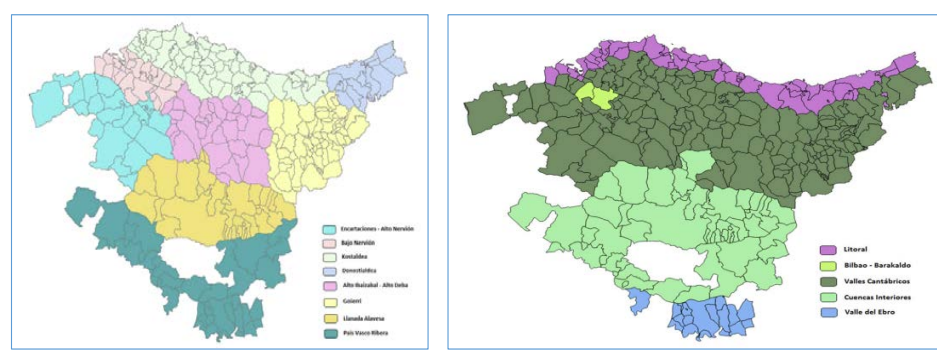 Encartaciones - Alto Nervión
Bajo Nervión
Kostaldea
Donostialdea
Alto Ibaizabal - Alto Deba
Goierri
Llanada Alavesa
País Vasco Ribera
Litoral
Bilbao - Barakaldo
Valles Cantábricos
Cuencas Interiores
Valle del Ebro